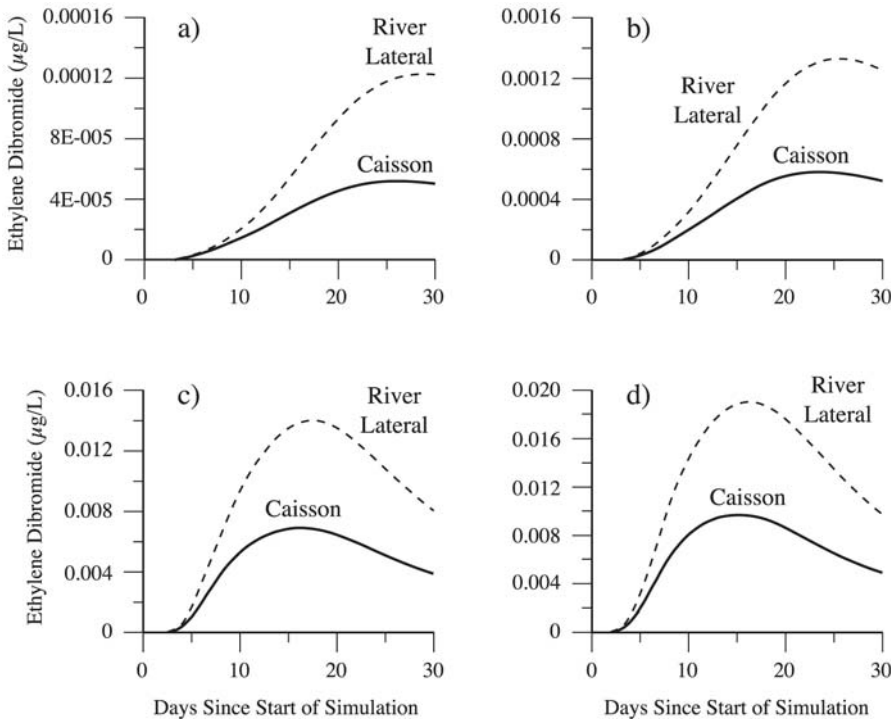 a)
River
Lateral
Caisson
0.00016
0.00012
8E-005
4E-005
0
0
10
20
30
Ethylene Dibromide (µg/L)
b)
River
Lateral
Caisson
0.0016
0.0012
0.0008
0.0004
0
0
10
20
30
c)
River
Lateral
Caisson
0.016
0.012
0.008
0.004
0
0
10
20
30
Ethylene Dibromide (µg/L)
Days Since Start of Simulation
d)
River
Lateral
Caisson
0.020
0.016
0.012
0.008
0.004
0
0
10
20
30
Days Since Start of Simulation